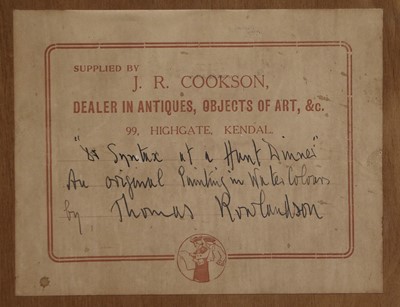 SUPPLIED BY
J. R. COOKSON,
DEALER IN ANTIQUES, OBJECTS OF ART, &c.
99, HIGHGATE, KENDAL.
"Dr Syntax at a Hunt Dinner"
An original Painting in Water Colours
by Thomas Rowlandson